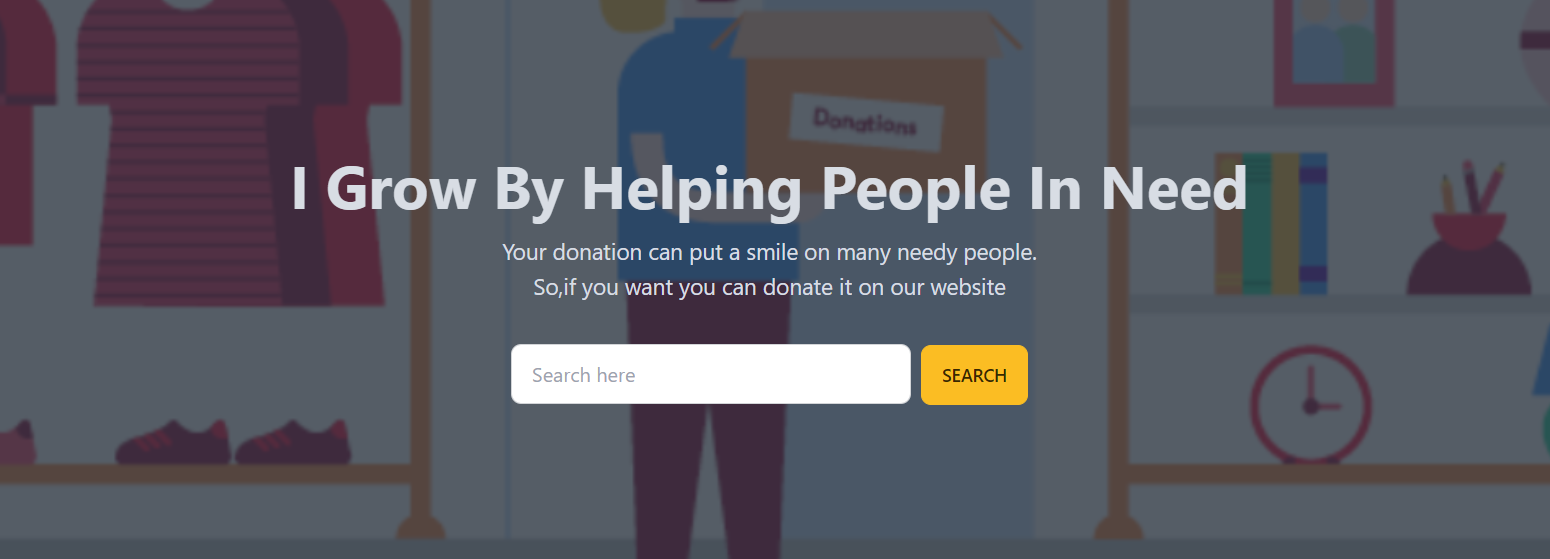 Donations
I Grow By Helping People In Need
Your donation can put a smile on many needy people.
So,if you want you can donate it on our website
Search here
SEARCH